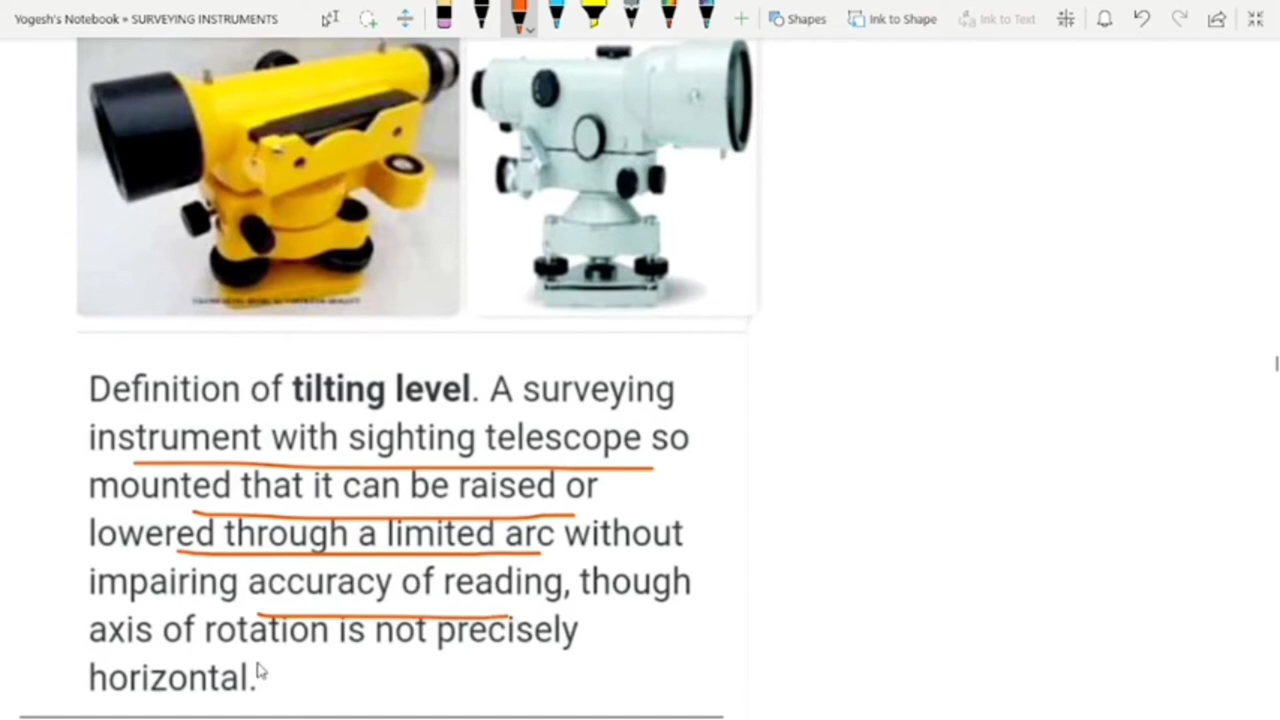 Yogesh's Notebook » SURVEYING INSTRUMENTS
Shapes
Ink to Shape
Ink to Text
Definition of tilting level. A surveying
instrument with sighting telescope so
mounted that it can be raised or
lowered through a limited arc without
impairing accuracy of reading, though
axis of rotation is not precisely
horizontal.